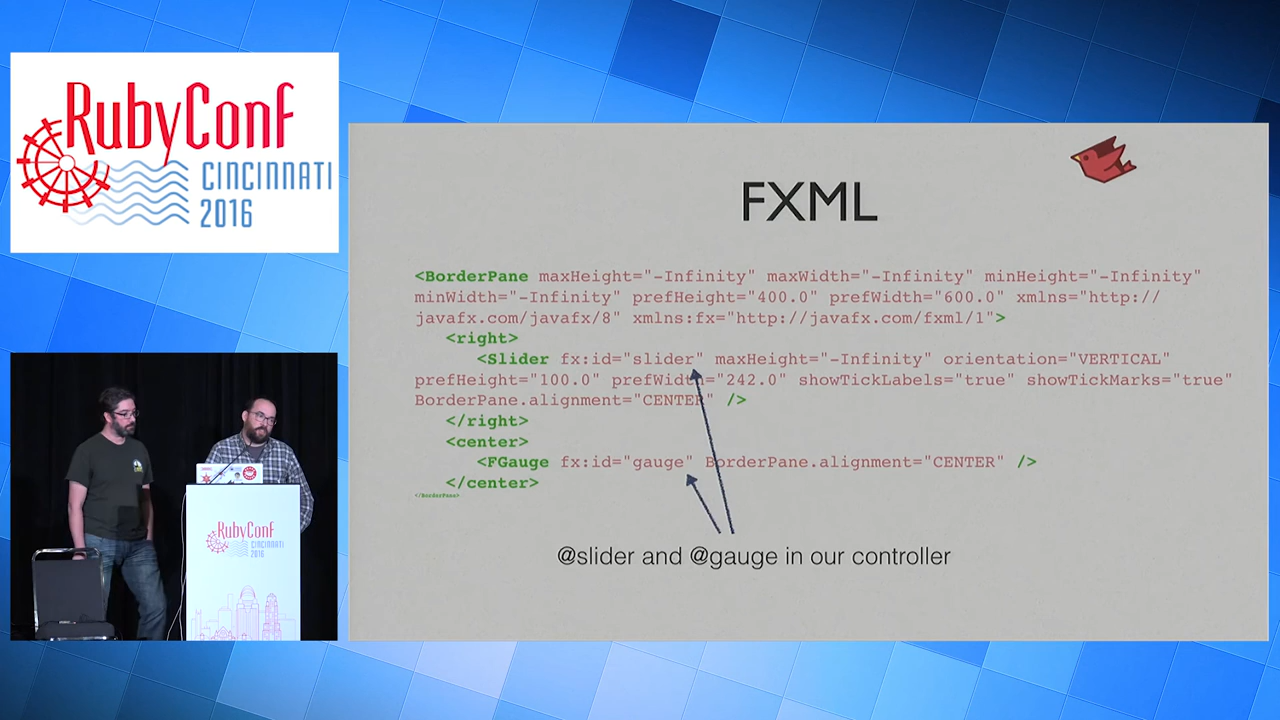 RubyConf
CINCINNATI
2016
FXML
<BorderPane maxHeight="-Infinity" maxWidth="-Infinity" minHeight="-Infinity"
minWidth="-Infinity" prefHeight="400.0" prefWidth="600.0" xmlns="http://
javafx.com/javafx/8" xmlns:fx="http://javafx.com/fxml/1">
<right>
<Slider fx:id="slider" maxHeight="-Infinity" orientation="VERTICAL"
prefHeight="100.0" prefWidth="242.0" showTickLabels="true" showTickMarks="true"
BorderPane.alignment="CENTER" />
</right>
<center>
<FGauge fx:id="gauge" BorderPane.alignment="CENTER" />
</center>
</BorderPane>
@slider and @gauge in our controller
RubyConf
CINCINNATI
2016